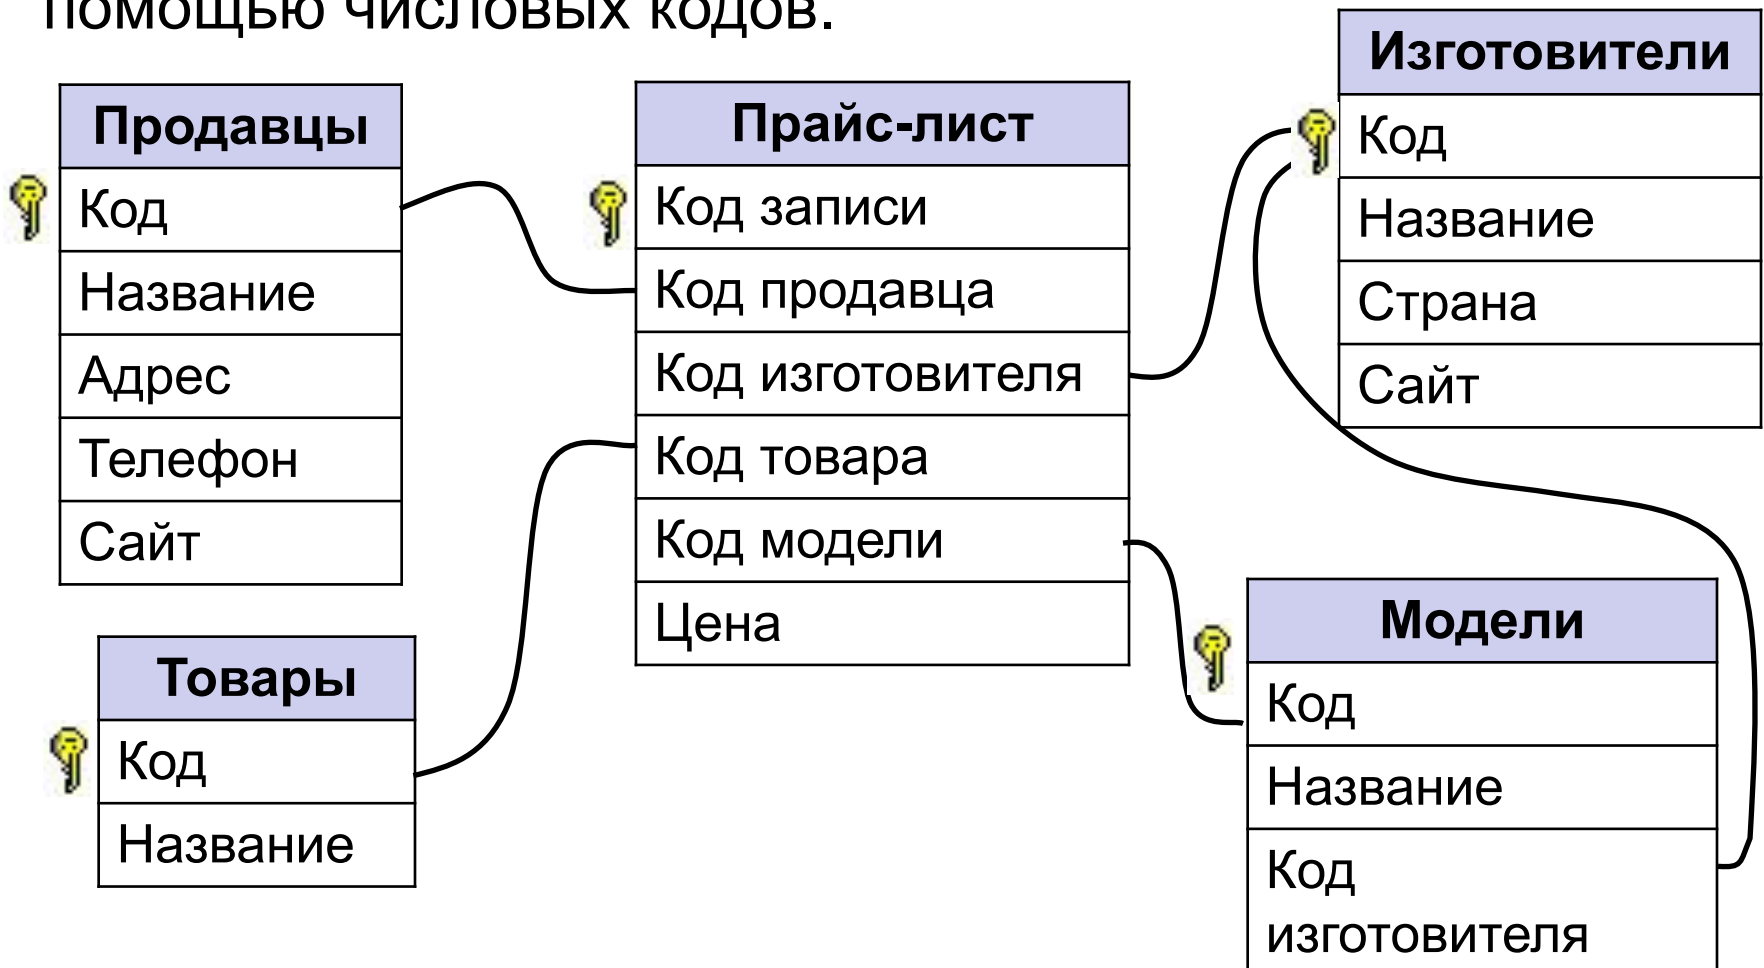 помощью числовых кодов.
Продавцы
Код
Название
Адрес
Телефон
Сайт
Товары
Код
Название
Прайс-лист
Код записи
Код продавца
Код изготовителя
Код товара
Код модели
Цена
Изготовители
Код
Название
Страна
Сайт
Модели
Код
Название
Код
изготовителя